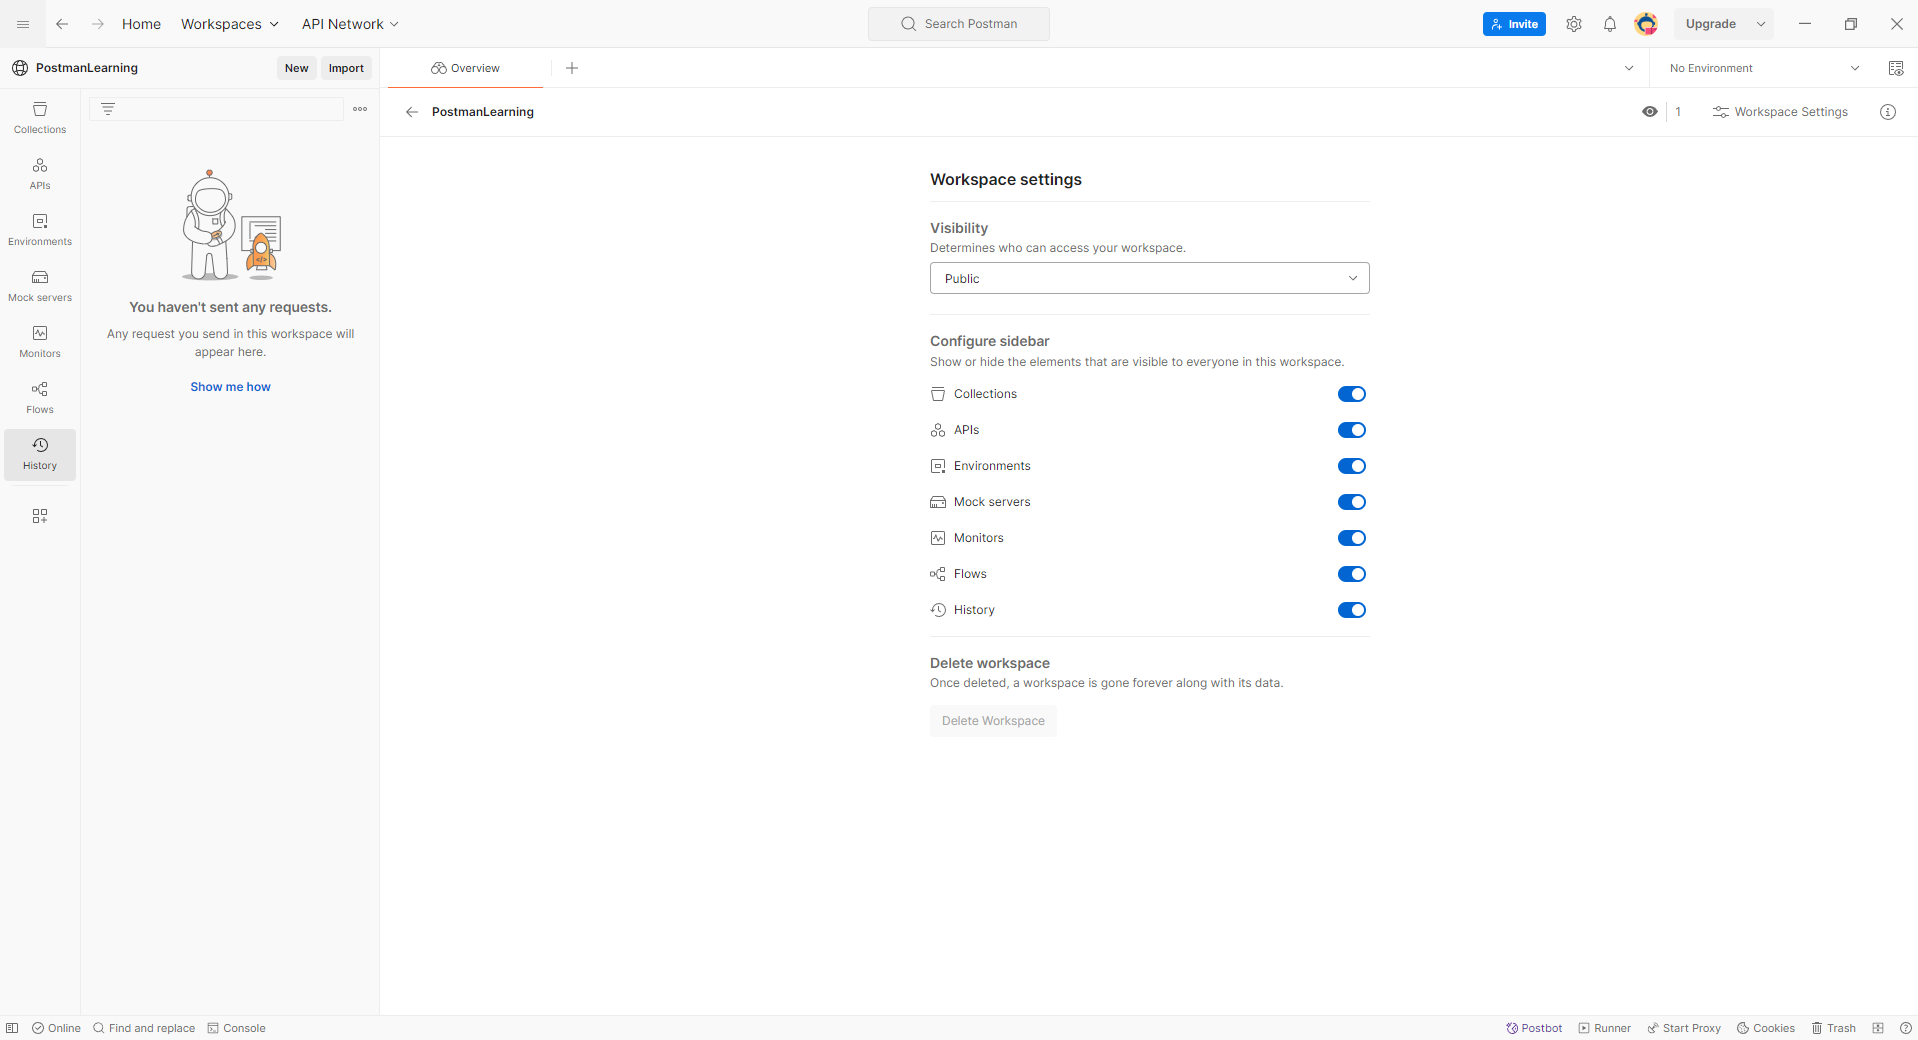 Home
Workspaces
API Network
Search Postman
Invite
Upgrade
PostmanLearning
New
Import
Overview
No Environment
Collections
APIs
Environments
Mock servers
Monitors
Flows
History
You haven't sent any requests.
Any request you send in this workspace will
appear here.
Show me how
PostmanLearning
1
Workspace Settings
Workspace settings
Visibility
Determines who can access your workspace.
Public
Configure sidebar
Show or hide the elements that are visible to everyone in this workspace.
Collections
APIs
Environments
Mock servers
Monitors
Flows
History
Delete workspace
Once deleted, a workspace is gone forever along with its data.
Delete Workspace
Online
Find and replace
Console
Postbot
Runner
Start Proxy
Cookies
Trash